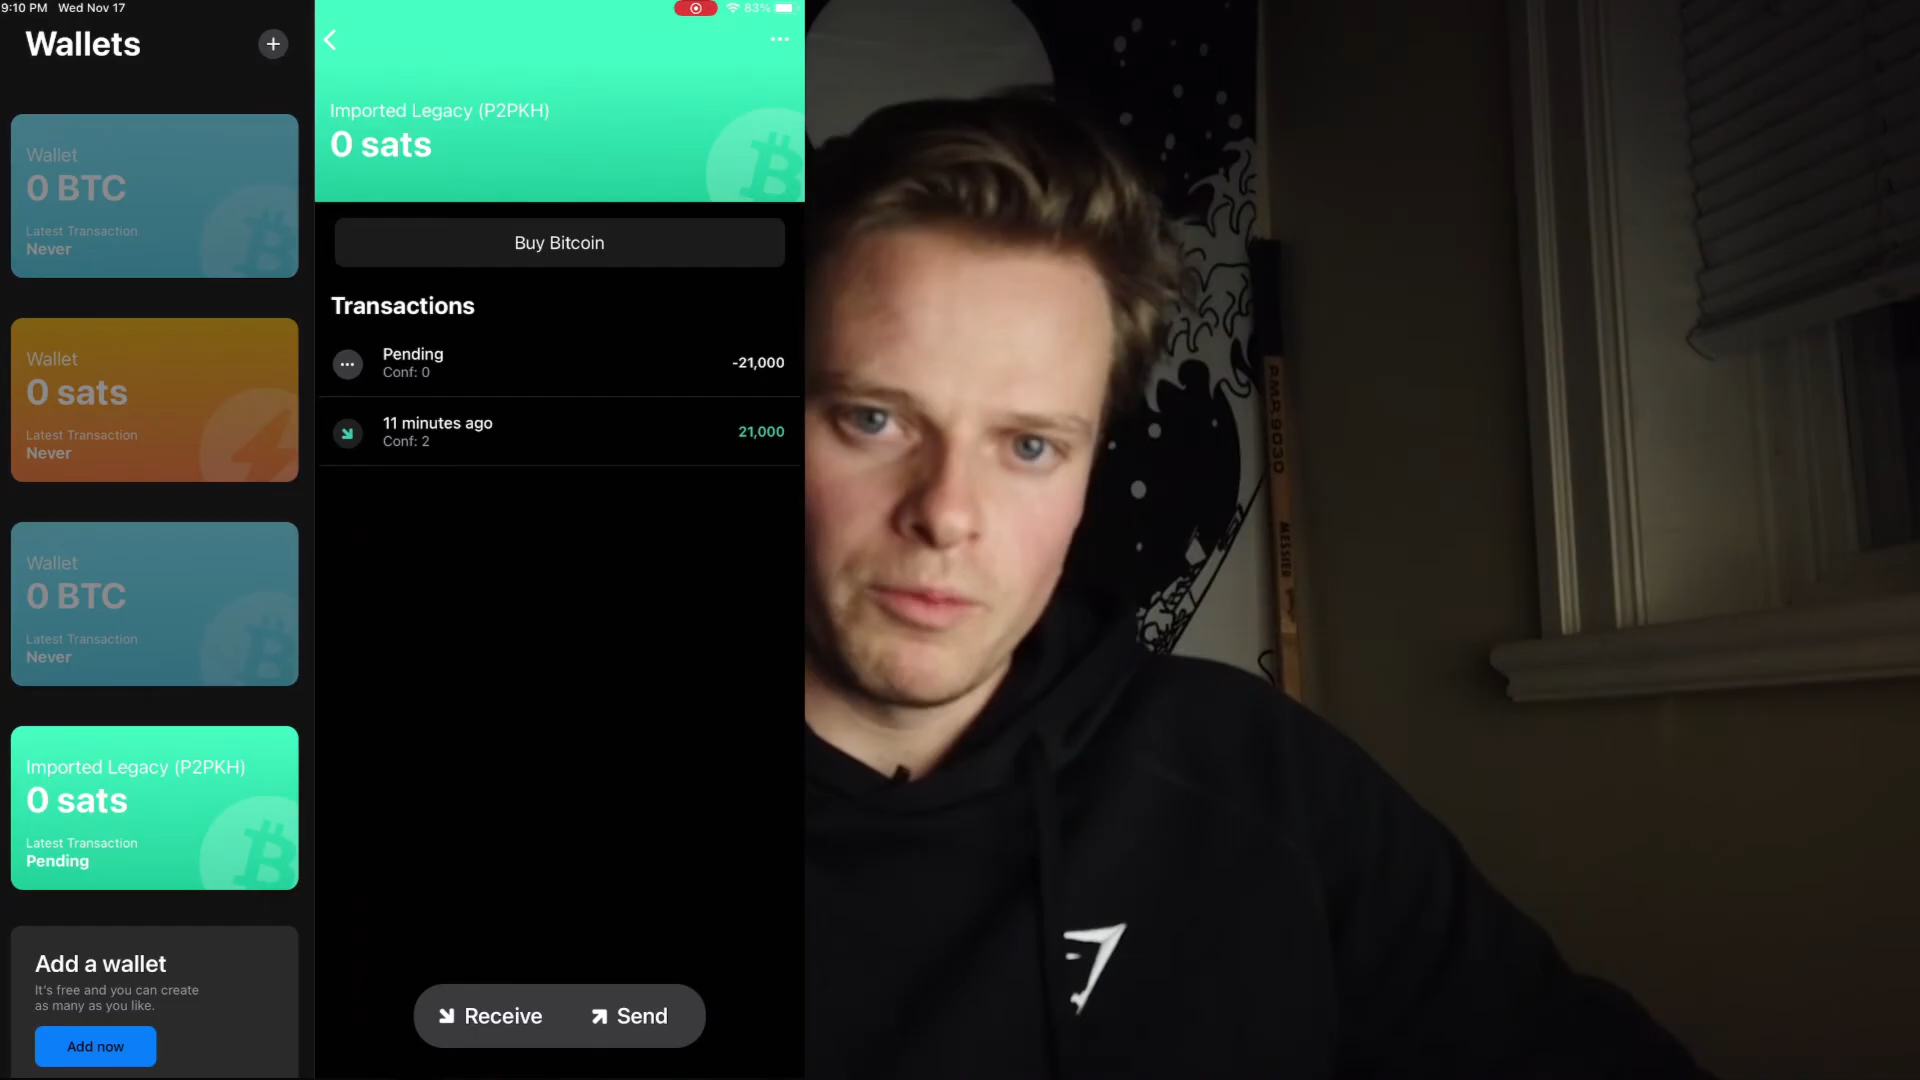 9:10 PM Wed Nov 17
83%
Wallets
Wallet
0 BTC
Latest Transaction
Never
Wallet
0 sats
Latest Transaction
Never
Wallet
0 BTC
Latest Transaction
Never
Imported Legacy (P2PKH)
0 sats
Latest Transaction
Pending
Add a wallet
It's free and you can create
as many as you like.
Add now
Imported Legacy (P2PKH)
0 sats
Buy Bitcoin
Transactions
Pending
-21,000
Conf: 0
11 minutes ago
21,000
Conf: 2
Receive
Send
MESSIER